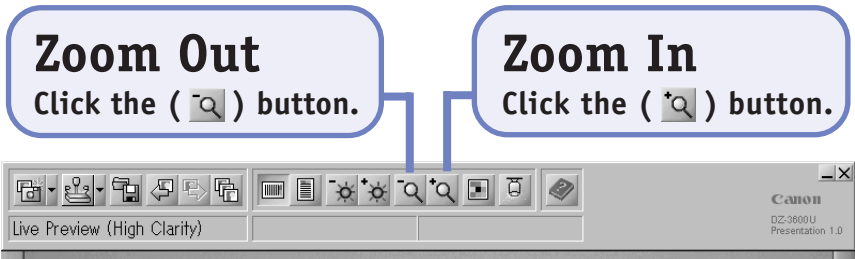 Zoom Out
Click the ( ) button.
Zoom In
Click the ( ) button.
Canon
DZ-3600U
Presentation 1.0
Live Preview (High Clarity)